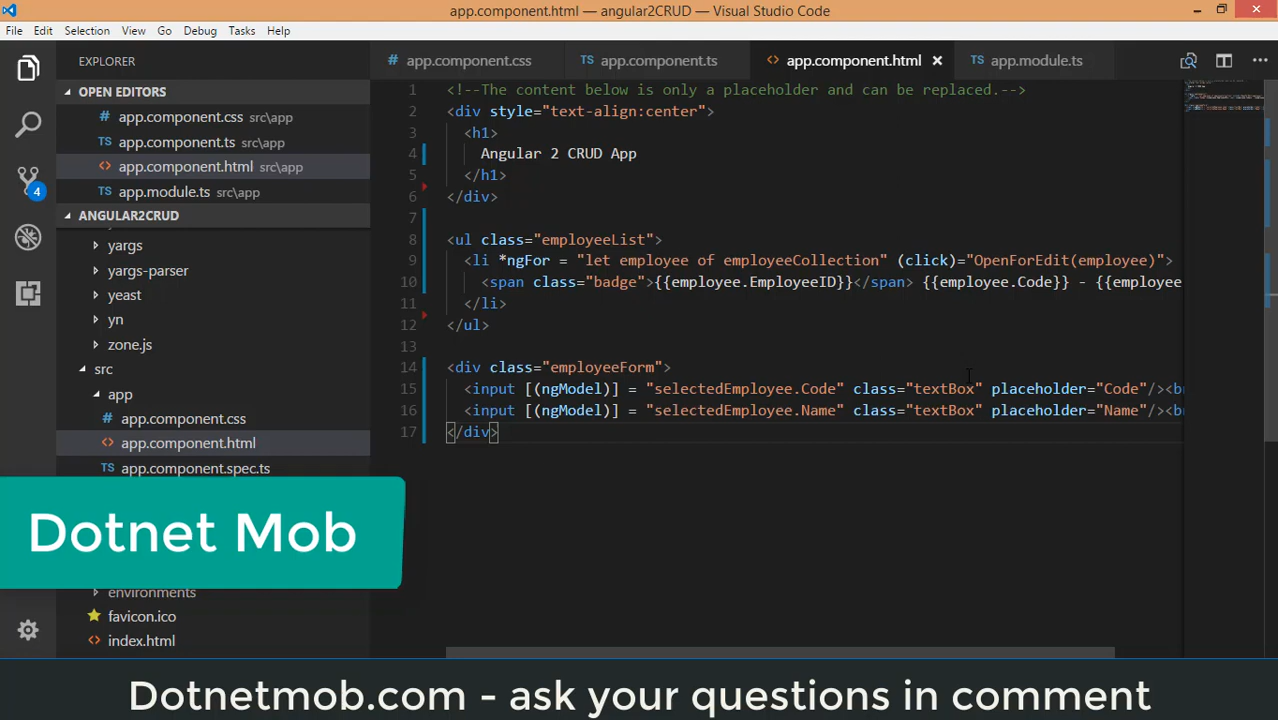 app.component.html — angular2CRUD — Visual Studio Code
File Edit Selection View Go Debug Tasks Help
EXPLORER
OPEN EDITORS
# app.component.css src\app
TS app.component.ts src\app
<> app.component.html src\app
TS app.module.ts src\app
4
ANGULAR2CRUD
yargs
yargs-parser
yeast
yn
zone.js
src
app
# app.component.css
<> app.component.html
TS app.component.spec.ts
environments
favicon.ico
<> index.html
# app.component.css TS app.component.ts <> app.component.html × TS app.module.ts
1 <!--The content below is only a placeholder and can be replaced.-->
2 <div style="text-align:center">
3 <h1>
4 Angular 2 CRUD App
5 </h1>
6 </div>
7
8 <ul class="employeeList">
9 <li *ngFor = "let employee of employeeCollection" (click)="OpenForEdit(employee)">
10 <span class="badge">{{employee.EmployeeID}}</span> {{employee.Code}} - {{employee
11 </li>
12 </ul>
13
14 <div class="employeeForm">
15 <input [(ngModel)] = "selectedEmployee.Code" class="textBox" placeholder="Code"/><br
16 <input [(ngModel)] = "selectedEmployee.Name" class="textBox" placeholder="Name"/><br
17 </div>
Dotnet Mob
Dotnetmob.com - ask your questions in comment